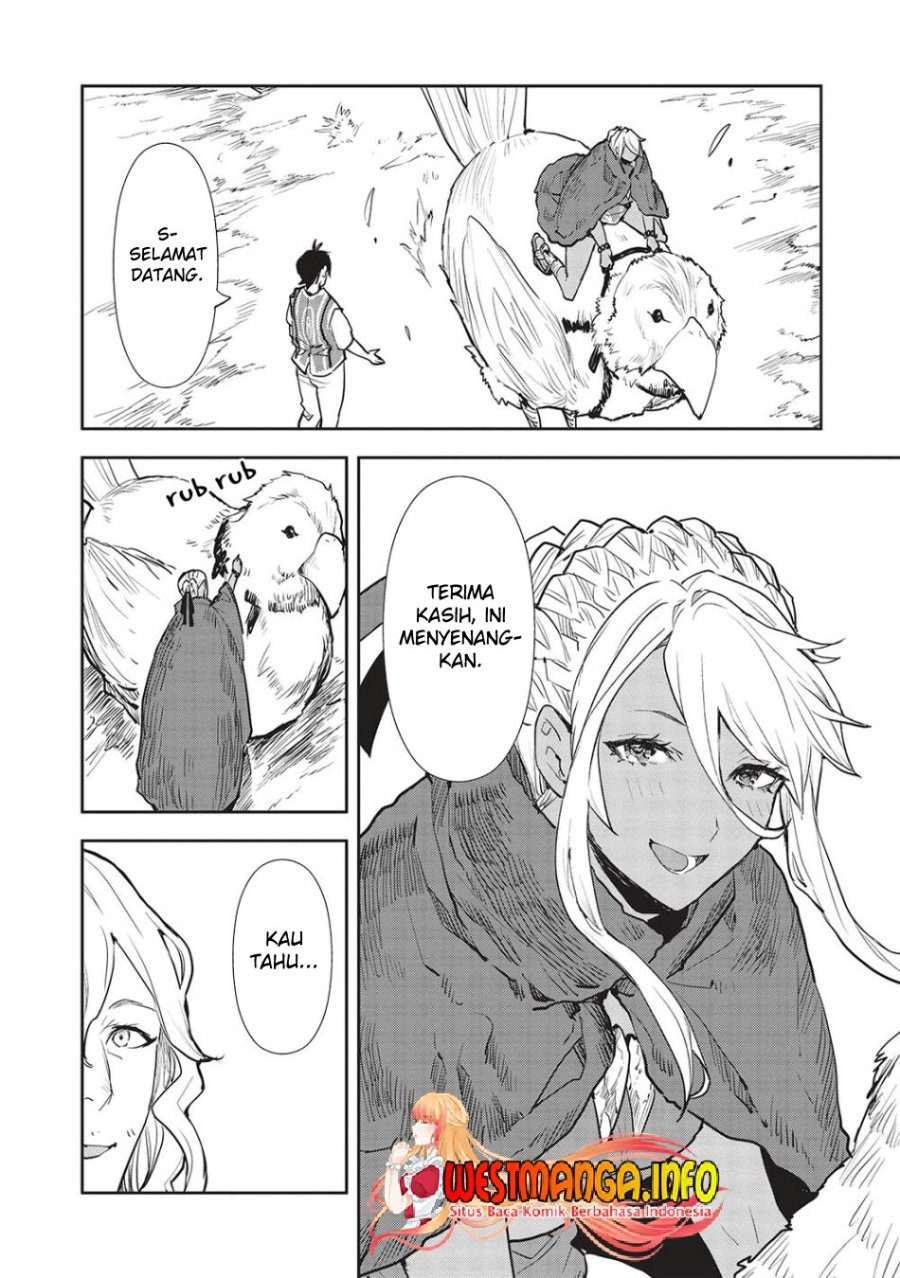 S-
SELAMAT
DATANG.
TERIMA
KASIH, INI
MENYENANG-
KAN.
rub rub
KAU
TAHU...
WESTMANGA.INFO
Situs Baca Komik Berbahasa Indonesia